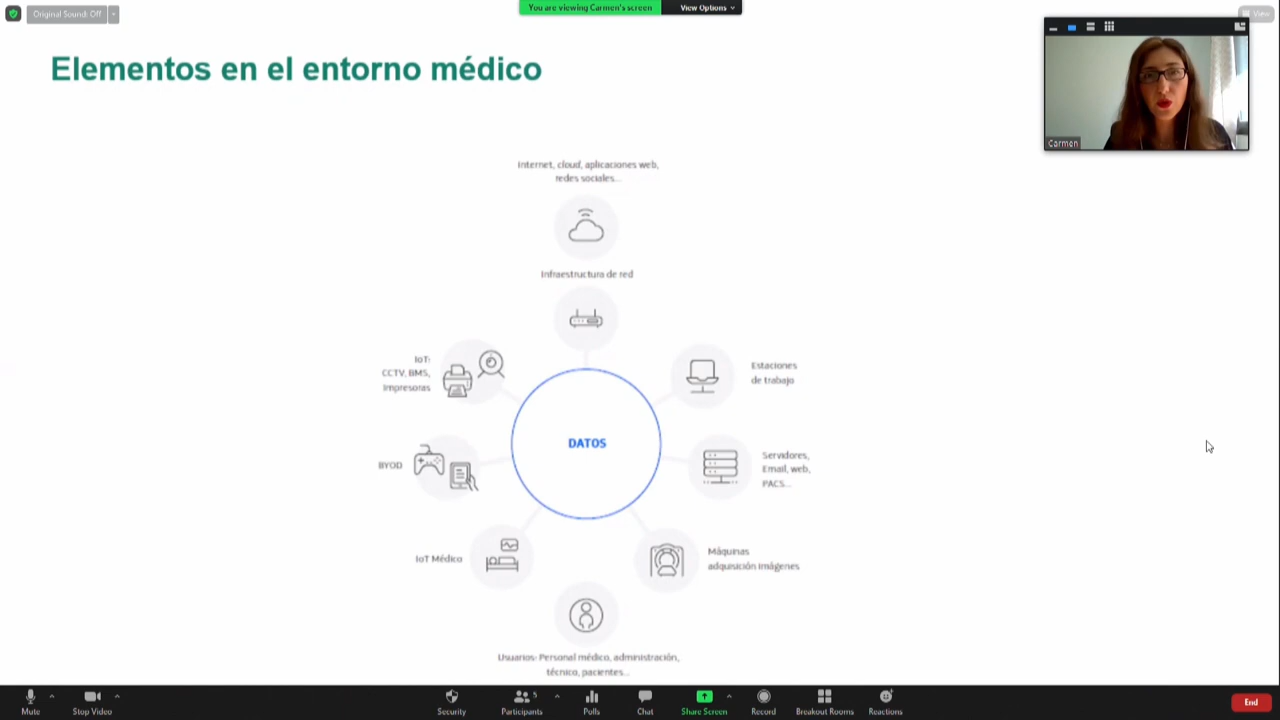 Original Sound: Off
You are viewing Carmen's screen
View Options
View
Elementos en el entorno médico
Carmen
Internet, cloud, aplicaciones web,
redes sociales...
Infraestructura de red
IoT:
CCTV, BMS,
Impresoras
Estaciones
de trabajo
DATOS
BYOD
Servidores,
Email, web,
PACS...
IoT Médico
Máquinas
adquisición imágenes
Usuarios: Personal médico, administración,
técnico, pacientes...
Mute
Stop Video
Security
Participants
5
Polls
Chat
Share Screen
Record
Breakout Rooms
Reactions
End